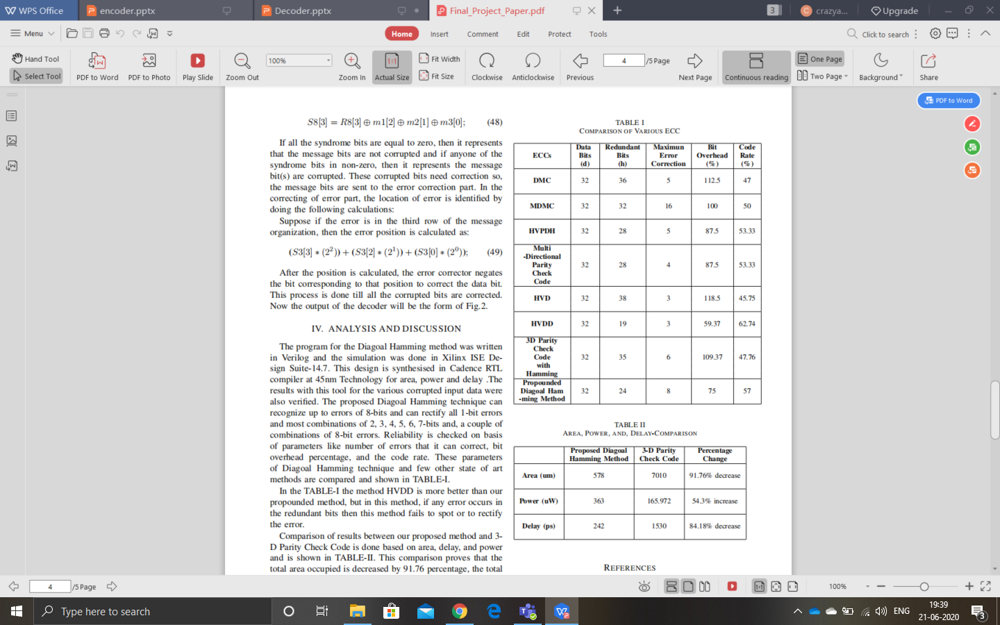 WPS Office
encoder.pptx
Decoder.pptx
Final_Project_Paper.pdf
3
C
crazya...
Upgrade
Menu
Home
Insert
Comment
Edit
Protect
Tools
Click to search
Hand Tool
Select Tool
PDF to Word
PDF to Photo
Play Slide
Zoom Out
100%
Zoom In
1:1
Actual Size
Fit Width
Fit Size
Clockwise
Anticlockwise
Previous
4
/5 Page
Next Page
Continuous reading
One Page
Two Page
Background
Share
PDF to Word
S8[3] = R8[3] ⊕ m1[2] ⊕ m2[1] ⊕ m3[0]; (48)
If all the syndrome bits are equal to zero, then it represents
that the message bits are not corrupted and if anyone of the
syndrome bits in non-zero, then it represents the message
bit(s) are corrupted. These corrupted bits need correction so,
the message bits are sent to the error correction part. In the
correcting of error part, the location of error is identified by
doing the following calculations:
Suppose if the error is in the third row of the message
organization, then the error position is calculated as:
(S3[3] ∗ (2²)) + (S3[2] ∗ (2¹)) + (S3[0] ∗ (2⁰)); (49)
After the position is calculated, the error corrector negates
the bit corresponding to that position to correct the data bit.
This process is done till all the corrupted bits are corrected.
Now the output of the decoder will be the form of Fig.2.
IV. ANALYSIS AND DISCUSSION
The program for the Diagoal Hamming method was written
in Verilog and the simulation was done in Xilinx ISE De-
sign Suite-14.7. This design is synthesised in Cadence RTL
compiler at 45nm Technology for area, power and delay .The
results with this tool for the various corrupted input data were
also verified. The proposed Diagoal Hamming technique can
recognize up to errors of 8-bits and can rectify all 1-bit errors
and most combinations of 2, 3, 4, 5, 6, 7-bits and, a couple of
combinations of 8-bit errors. Reliability is checked on basis
of parameters like number of errors that it can correct, bit
overhead percentage, and the code rate. These parameters
of Diagoal Hamming technique and few other state of art
methods are compared and shown in TABLE-I.
In the TABLE-I the method HVDD is more better than our
propounded method, but in this method, if any error occurs in
the redundant bits then this method fails to spot or to rectify
the error.
Comparison of results between our proposed method and 3-
D Parity Check Code is done based on area, delay, and power
and is shown in TABLE-II. This comparison proves that the
total area occupied is decreased by 91.76 percentage, the total
TABLE I
COMPARISON OF VARIOUS ECC
ECCs Data Bits (d) Redundant Bits (h) Maximun Error Correction Bit Overhead (%) Code Rate (%)
DMC 32 36 5 112.5 47
MDMC 32 32 16 100 50
HVPDH 32 28 5 87.5 53.33
Multi -Directional Parity Check Code 32 28 4 87.5 53.33
HVD 32 38 3 118.5 45.75
HVDD 32 19 3 59.37 62.74
3D Parity Check Code with Hamming 32 35 6 109.37 47.76
Propounded Diagoal Ham -ming Method 32 24 8 75 57
TABLE II
AREA, POWER, AND, DELAY-COMPARISON
Proposed Diagoal Hamming Method 3-D Parity Check Code Percentage Change
Area (um) 578 7010 91.76% decrease
Power (uW) 363 165.972 54.3% increase
Delay (ps) 242 1530 84.18% decrease
REFERENCES
4
/5 Page
1:1
100%
Type here to search
ENG
19:39
21-06-2020
3